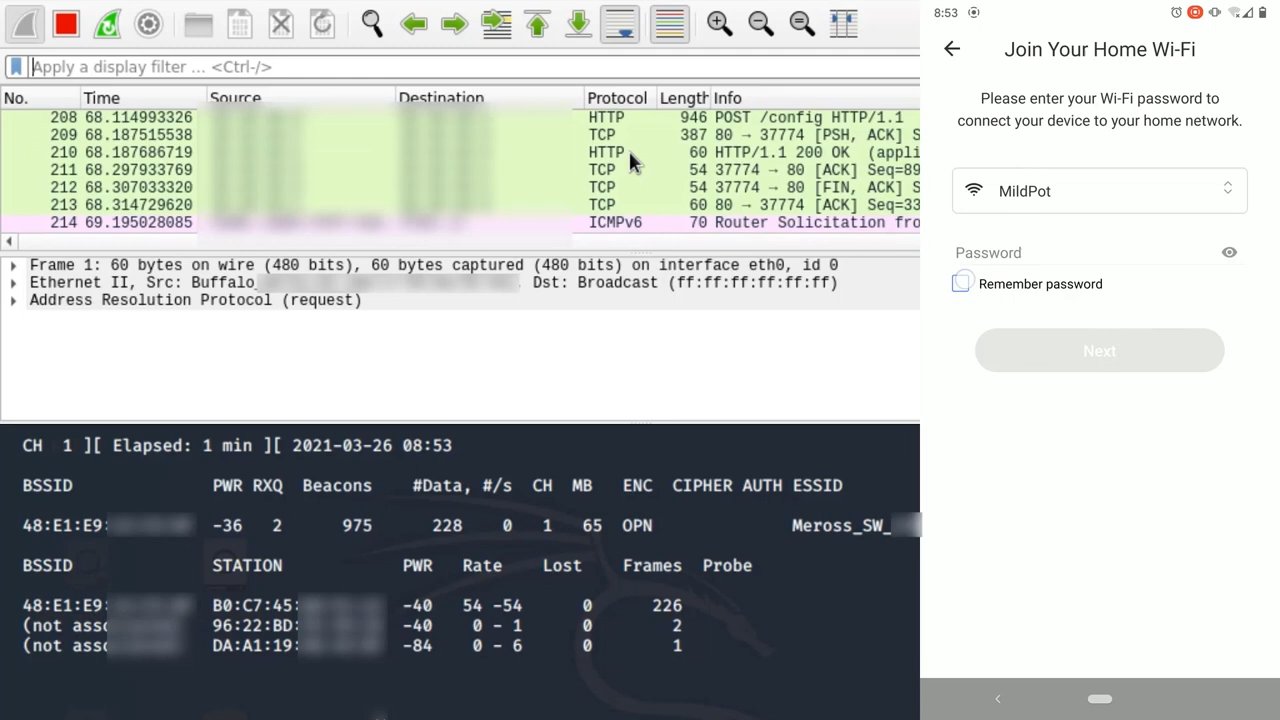 Apply a display filter ... <Ctrl-/>
No. Time Source Destination Protocol Length Info
208 68.114993326 HTTP 946 POST /config HTTP/1.1
209 68.187515538 TCP 387 80 → 37774 [PSH, ACK] S
210 68.187686719 HTTP 60 HTTP/1.1 200 OK (appli
211 68.297933769 TCP 54 37774 → 80 [ACK] Seq=89
212 68.307033320 TCP 54 37774 → 80 [FIN, ACK] S
213 68.314729620 TCP 60 80 → 37774 [ACK] Seq=33
214 69.195028085 ICMPv6 70 Router Solicitation fro
Frame 1: 60 bytes on wire (480 bits), 60 bytes captured (480 bits) on interface eth0, id 0
Ethernet II, Src: Buffalo_ Dst: Broadcast (ff:ff:ff:ff:ff:ff)
Address Resolution Protocol (request)
CH 1 ][ Elapsed: 1 min ][ 2021-03-26 08:53
BSSID PWR RXQ Beacons #Data, #/s CH MB ENC CIPHER AUTH ESSID
48:E1:E9: -36 2 975 228 0 1 65 OPN Meross_SW_
BSSID STATION PWR Rate Lost Frames Probe
48:E1:E9: B0:C7:45: -40 54 -54 0 226
(not asso 96:22:BD: -40 0 - 1 0 2
(not asso DA:A1:19: -84 0 - 6 0 1
8:53
Join Your Home Wi-Fi
Please enter your Wi-Fi password to
connect your device to your home network.
MildPot
Password
Remember password
Next